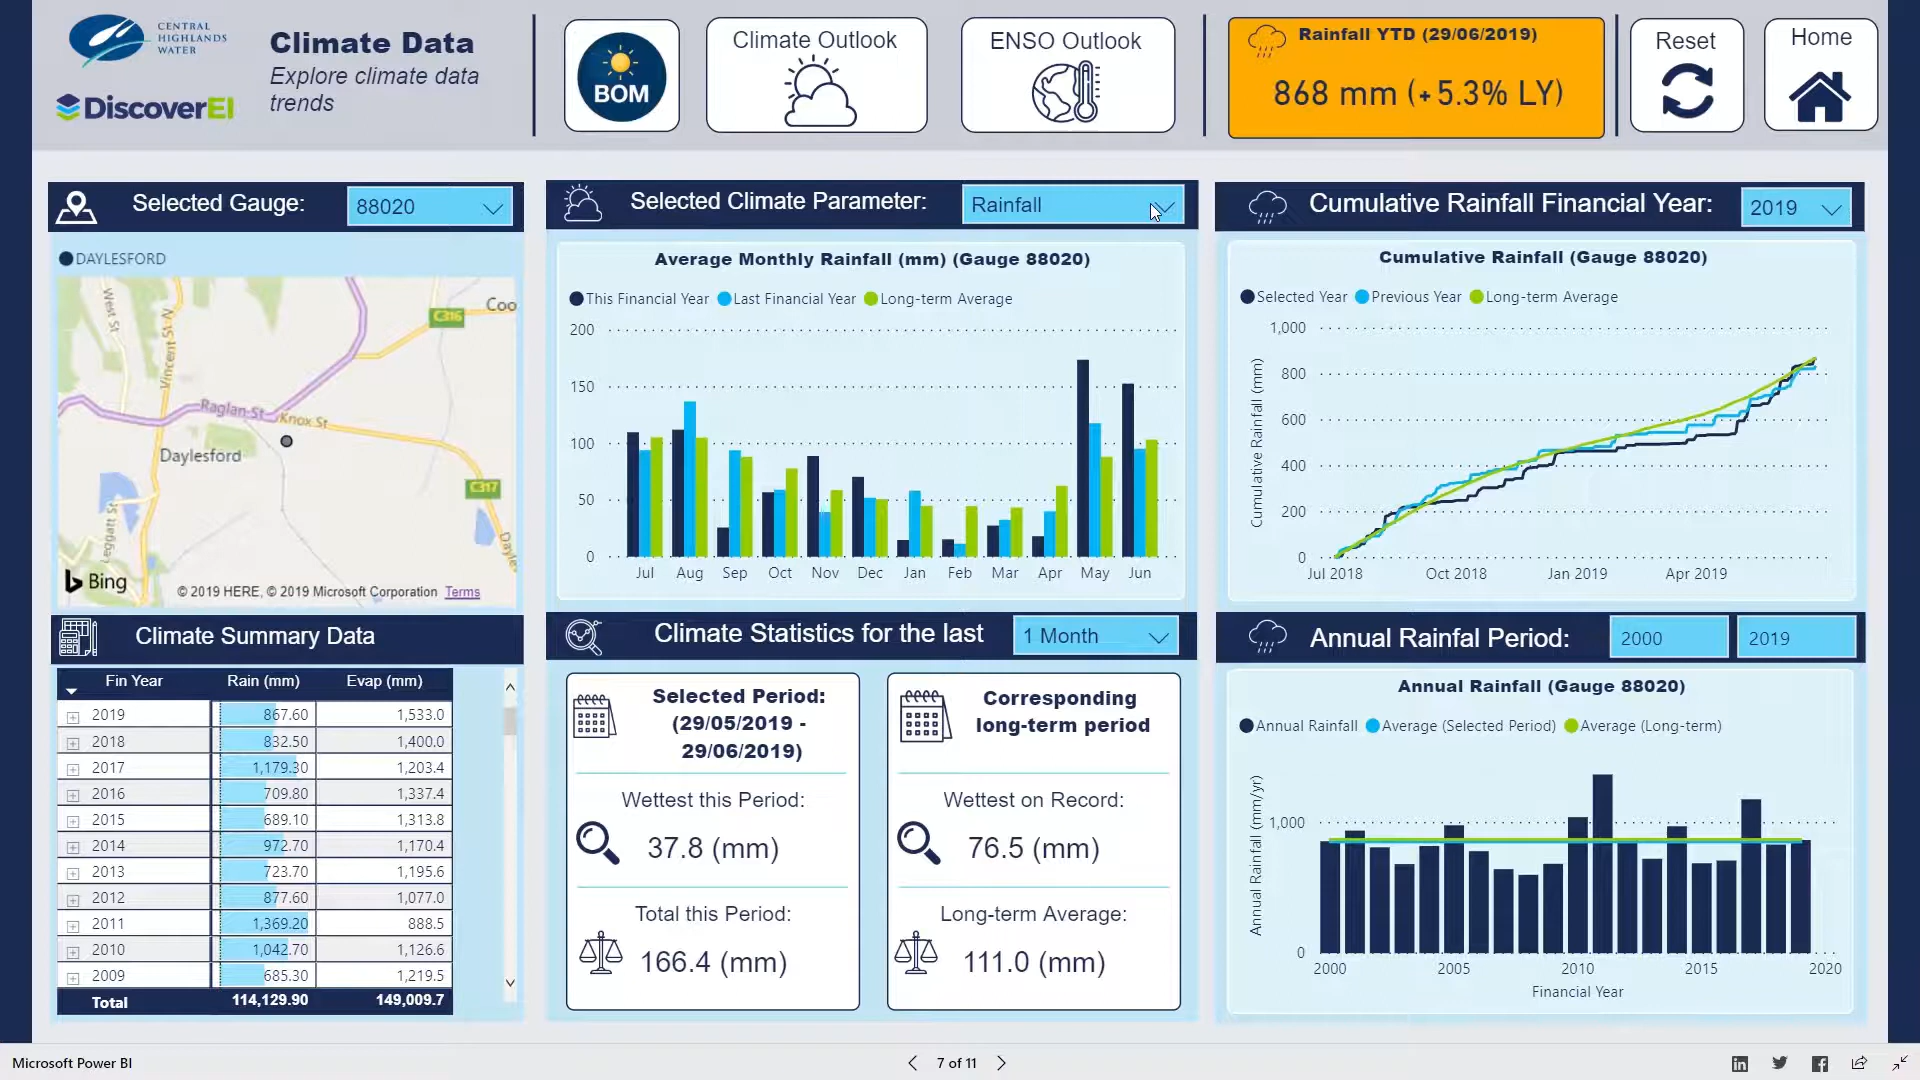 CENTRAL
HIGHLANDS
WATER
DiscoverEI
Climate Data
Explore climate data
trends
BOM
Climate Outlook
ENSO Outlook
Rainfall YTD (29/06/2019)
868 mm (+5.3% LY)
Reset
Home
Selected Gauge:
88020
DAYLESFORD
West St
Vincent St N
Coo
C316
Raglan St
Knox St
Daylesford
C317
Leggatt St
Dayle
Bing
© 2019 HERE, © 2019 Microsoft Corporation Terms
Climate Summary Data
Fin Year Rain (mm) Evap (mm)
2019 867.60 1,533.0
2018 832.50 1,400.0
2017 1,179.30 1,203.4
2016 709.80 1,337.4
2015 689.10 1,313.8
2014 972.70 1,170.4
2013 723.70 1,195.6
2012 877.60 1,077.0
2011 1,369.20 888.5
2010 1,042.70 1,126.6
2009 685.30 1,219.5
Total 114,129.90 149,009.7
Selected Climate Parameter:
Rainfall
Average Monthly Rainfall (mm) (Gauge 88020)
This Financial Year Last Financial Year Long-term Average
200
150
100
50
0
Jul Aug Sep Oct Nov Dec Jan Feb Mar Apr May Jun
Climate Statistics for the last
1 Month
Selected Period:
(29/05/2019 -
29/06/2019)
Wettest this Period:
37.8 (mm)
Total this Period:
166.4 (mm)
Corresponding
long-term period
Wettest on Record:
76.5 (mm)
Long-term Average:
111.0 (mm)
Cumulative Rainfall Financial Year:
2019
Cumulative Rainfall (Gauge 88020)
Selected Year Previous Year Long-term Average
Cumulative Rainfall (mm)
1,000
800
600
400
200
0
Jul 2018 Oct 2018 Jan 2019 Apr 2019
Annual Rainfal Period:
2000
2019
Annual Rainfall (Gauge 88020)
Annual Rainfall Average (Selected Period) Average (Long-term)
Annual Rainfall (mm/yr)
1,000
0
2000 2005 2010 2015 2020
Financial Year
Microsoft Power BI
7 of 11